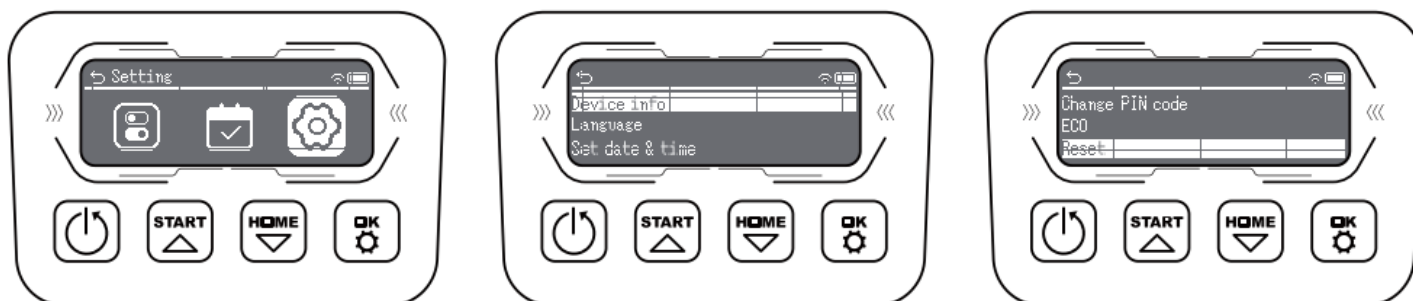 Setting
START
HOME
OK
Device info
Language
Set date & time
START
HOME
OK
Change PIN code
ECO
Reset
START
HOME
OK